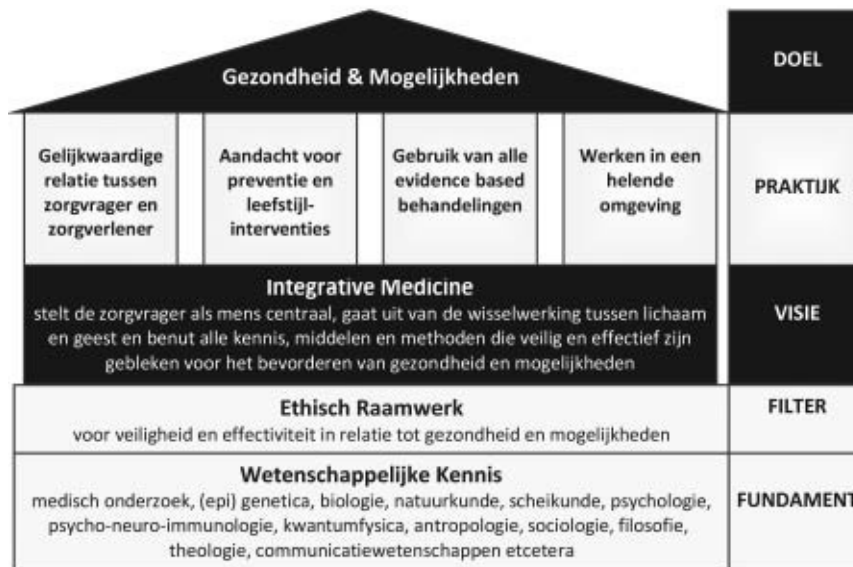 Gezondheid & Mogelijkheden
DOEL
Gelijkwaardige
relatie tussen
zorgvrager en
zorgverlener
Aandacht voor
preventie en
leefstijl-
interventies
Gebruik van alle
evidence based
behandelingen
Werken in een
helende
omgeving
PRAKTIJK
Integrative Medicine
stelt de zorgvrager als mens centraal, gaat uit van de wisselwerking tussen lichaam
en geest en benut alle kennis, middelen en methoden die veilig en effectief zijn
gebleken voor het bevorderen van gezondheid en mogelijkheden
VISIE
Ethisch Raamwerk
voor veiligheid en effectiviteit in relatie tot gezondheid en mogelijkheden
FILTER
Wetenschappelijke Kennis
medisch onderzoek, (epi) genetica, biologie, natuurkunde, scheikunde, psychologie,
psycho-neuro-immunologie, kwantumfysica, antropologie, sociologie, filosofie,
theologie, communicatiewetenschappen etcetera
FUNDAMENT